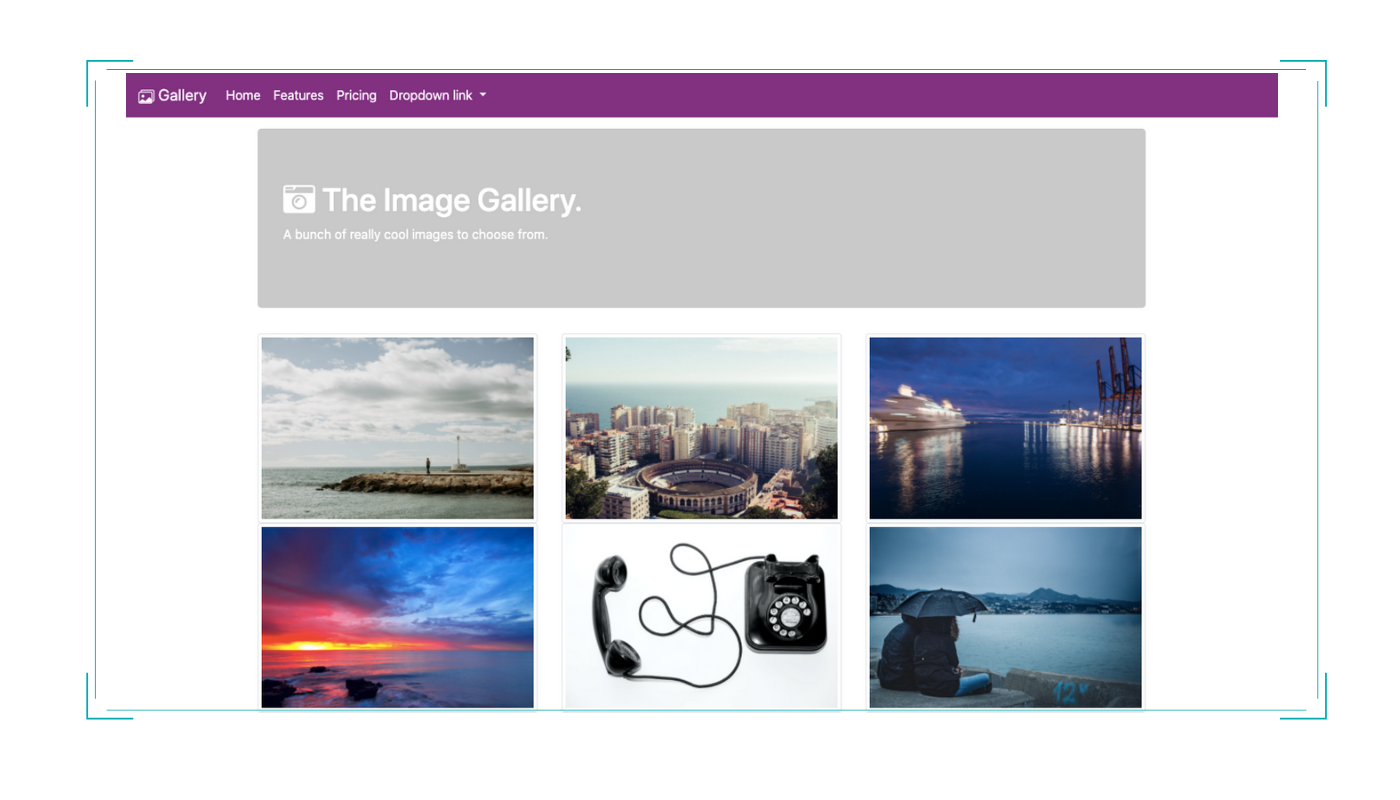 Gallery Home Features Pricing Dropdown link
The Image Gallery.
A bunch of really cool images to choose from.
12